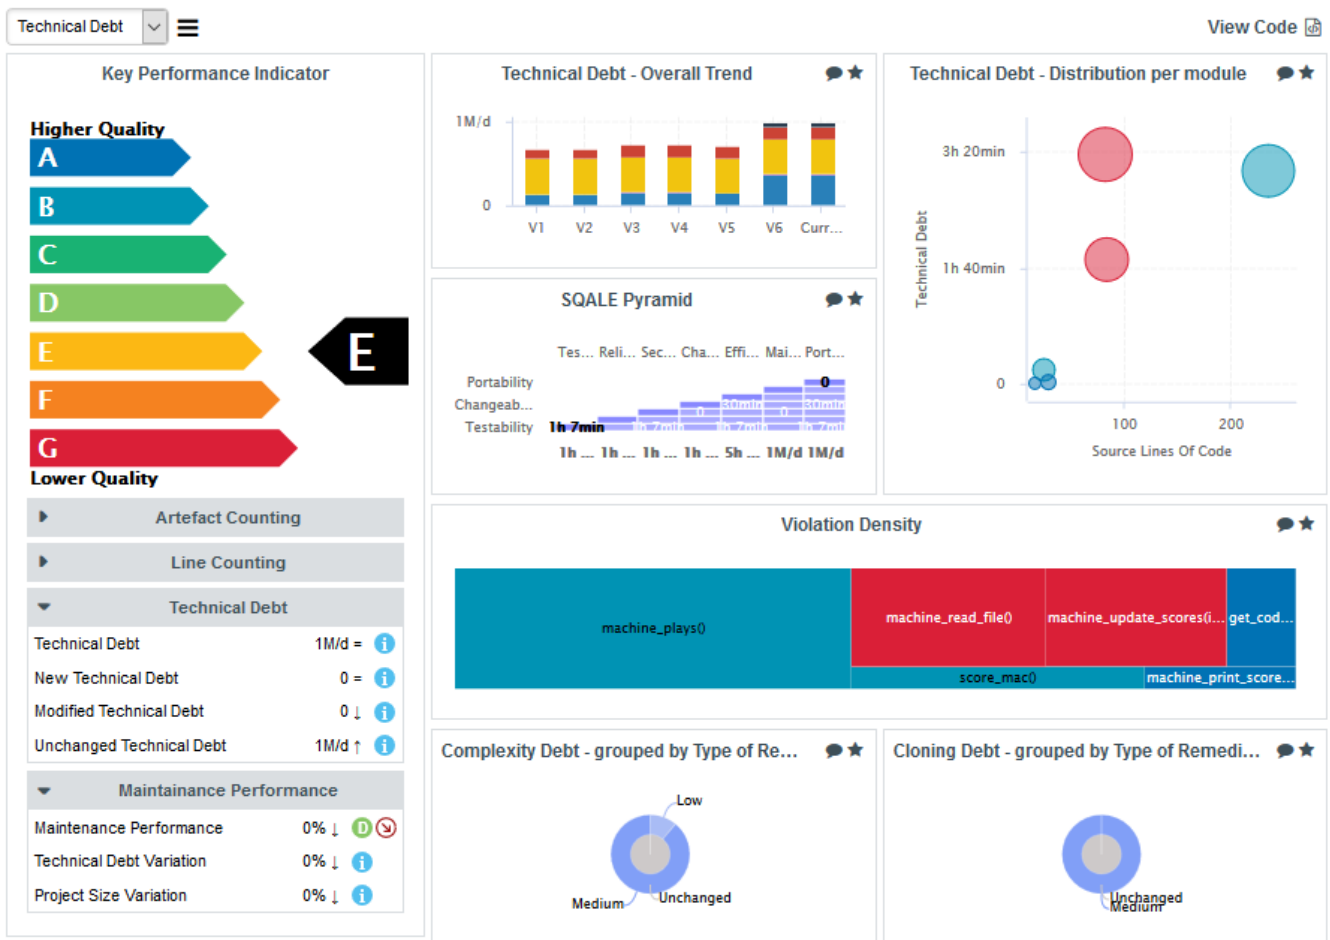 Technical Debt
View Code
Key Performance Indicator
Higher Quality
A
B
C
D
E
F
G
E
Lower Quality
Artefact Counting
Line Counting
Technical Debt
Technical Debt 1M/d =
New Technical Debt 0 =
Modified Technical Debt 0 ↓
Unchanged Technical Debt 1M/d ↑
Maintainance Performance
Maintenance Performance 0% ↓ D
Technical Debt Variation 0% ↓
Project Size Variation 0% ↓
Technical Debt - Overall Trend
1M/d
0
V1 V2 V3 V4 V5 V6 Curr...
SQALE Pyramid
Tes... Reli... Sec... Cha... Effi... Mai... Port...
Portability 0
Changeab... 0 30min 0 30min
Testability 1h 7min
1h ... 1h ... 1h ... 1h ... 5h ... 1M/d 1M/d
Technical Debt - Distribution per module
Technical Debt
3h 20min
1h 40min
0
100 200
Source Lines Of Code
Violation Density
machine_plays()
machine_read_file()
machine_update_scores(i...
get_cod...
score_mac()
machine_print_score...
Complexity Debt - grouped by Type of Re...
Low
Medium
Unchanged
Cloning Debt - grouped by Type of Remedi...
Unchanged
Medium